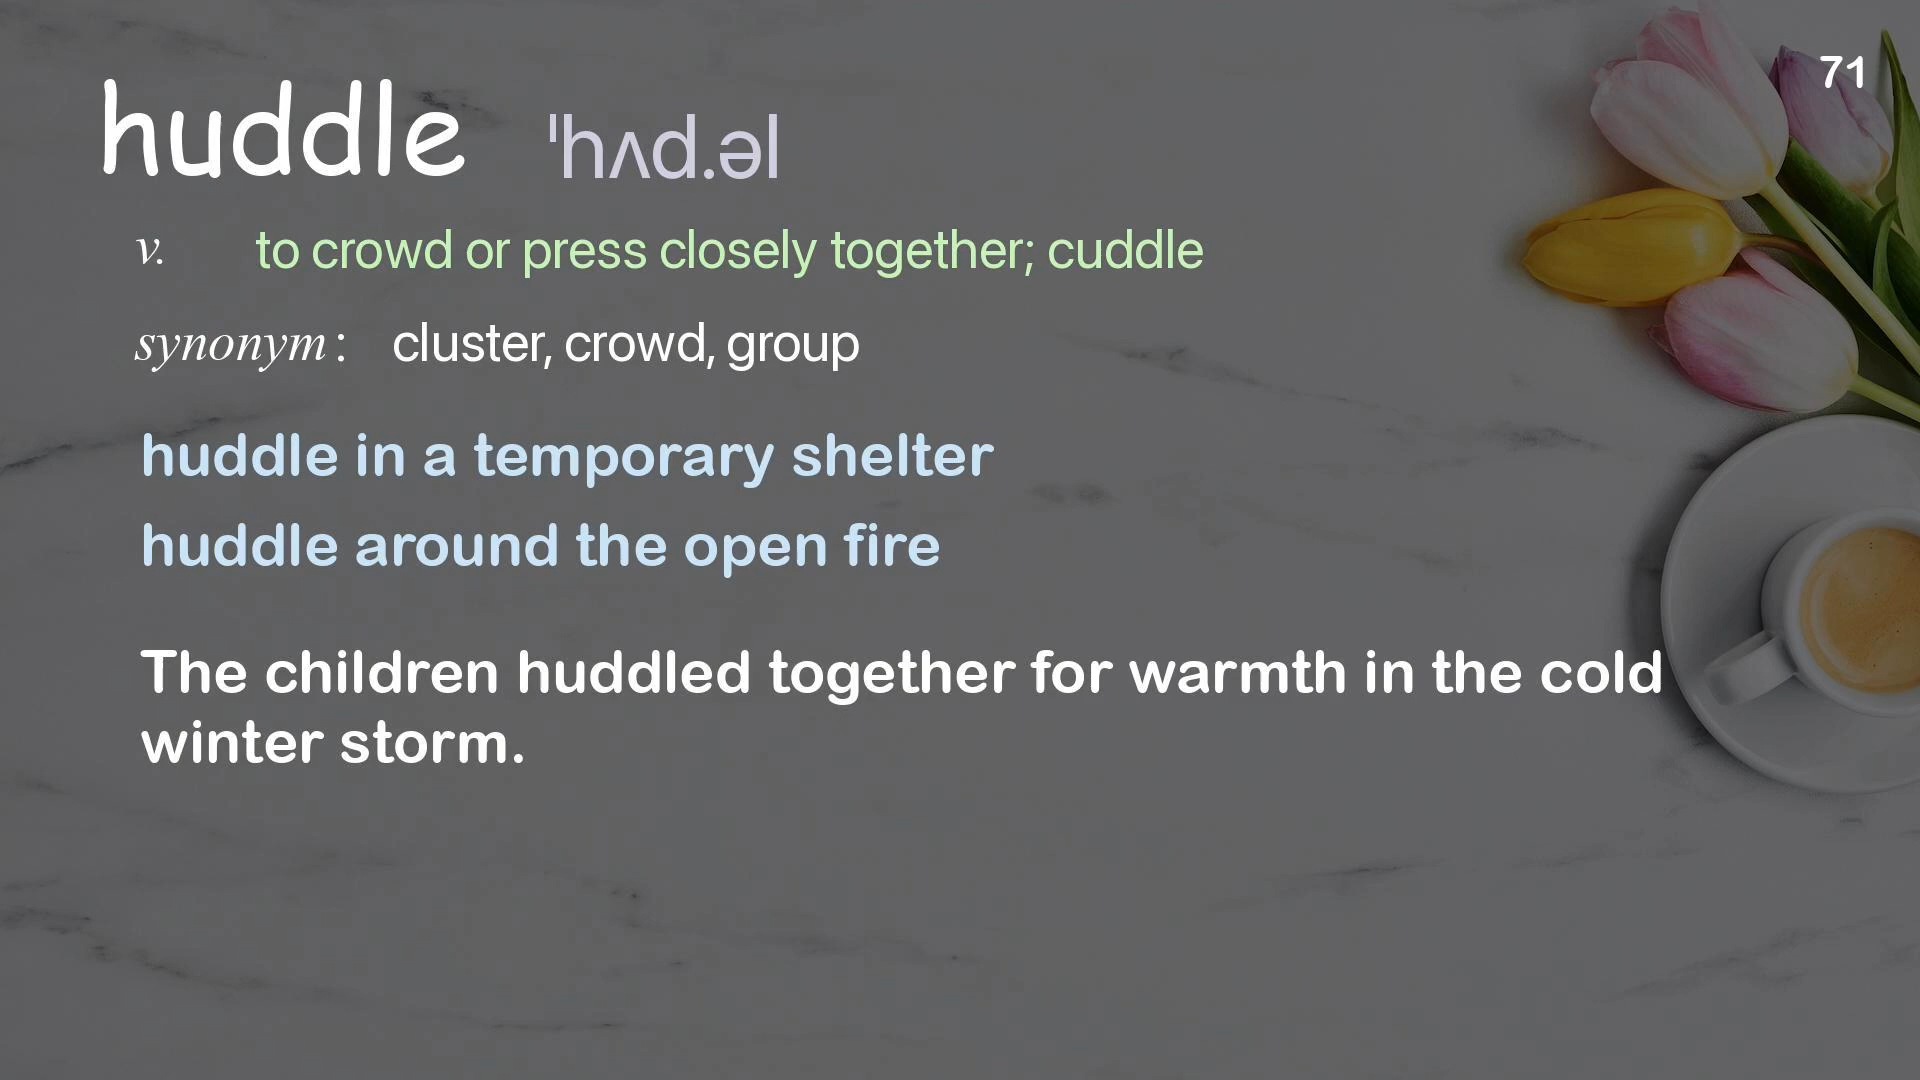 71
huddle ˈhʌd.əl
v. to crowd or press closely together; cuddle
synonym: cluster, crowd, group
huddle in a temporary shelter
huddle around the open fire
The children huddled together for warmth in the cold
winter storm.